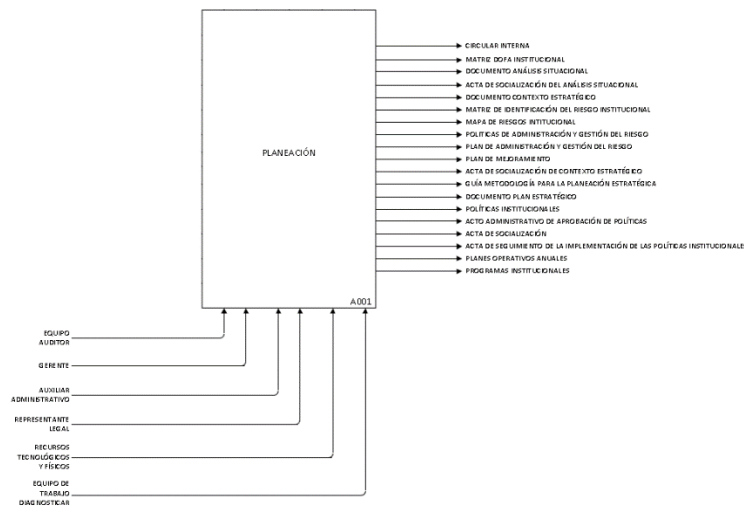 CIRCULAR INTERNA
MATRIZ DOFA INSTITUCIONAL
DOCUMENTO ANÁLISIS SITUACIONAL
ACTA DE SOCIALIZACIÓN DEL ANÁLISIS SITUACIONAL
DOCUMENTO CONTEXTO ESTRATÉGICO
MATRIZ DE IDENTIFICACIÓN DEL RIESGO INSTITUCIONAL
MAPA DE RIESGOS INTITUCIONAL
POLITICAS DE ADMINISTRACIÓN Y GESTIÓN DEL RIESGO
PLAN DE ADMINISTRACIÓN Y GESTIÓN DEL RIESGO
PLAN DE MEJORAMIENTO
ACTA DE SOCIALIZACIÓN DE CONTEXTO ESTRATÉGICO
GUÍA METODOLOGÍA PARA LA PLANEACIÓN ESTRATÉGICA
DOCUMENTO PLAN ESTRATÉGICO
POLÍTICAS INSTITUCIONALES
ACTO ADMINISTRATIVO DE APROBACIÓN DE POLÍTICAS
ACTA DE SOCIALIZACIÓN
ACTA DE SEGUIMIENTO DE LA IMPLEMENTACIÓN DE LAS POLÍTICAS INSTITUCIONALE
PLANES OPERATIVOS ANUALES
PROGRAMAS INSTITUCIONALES
PLANEACIÓN
A001
EQUIPO
AUDITOR
GERENTE
AUXILIAR
ADMINISTRATIVO
REPRESENTANTE
LEGAL
RECURSOS
TECNOLÓGICOS
Y FÍSICOS
EQUIPO DE
TRABAJO
DIAGNOSTICAR